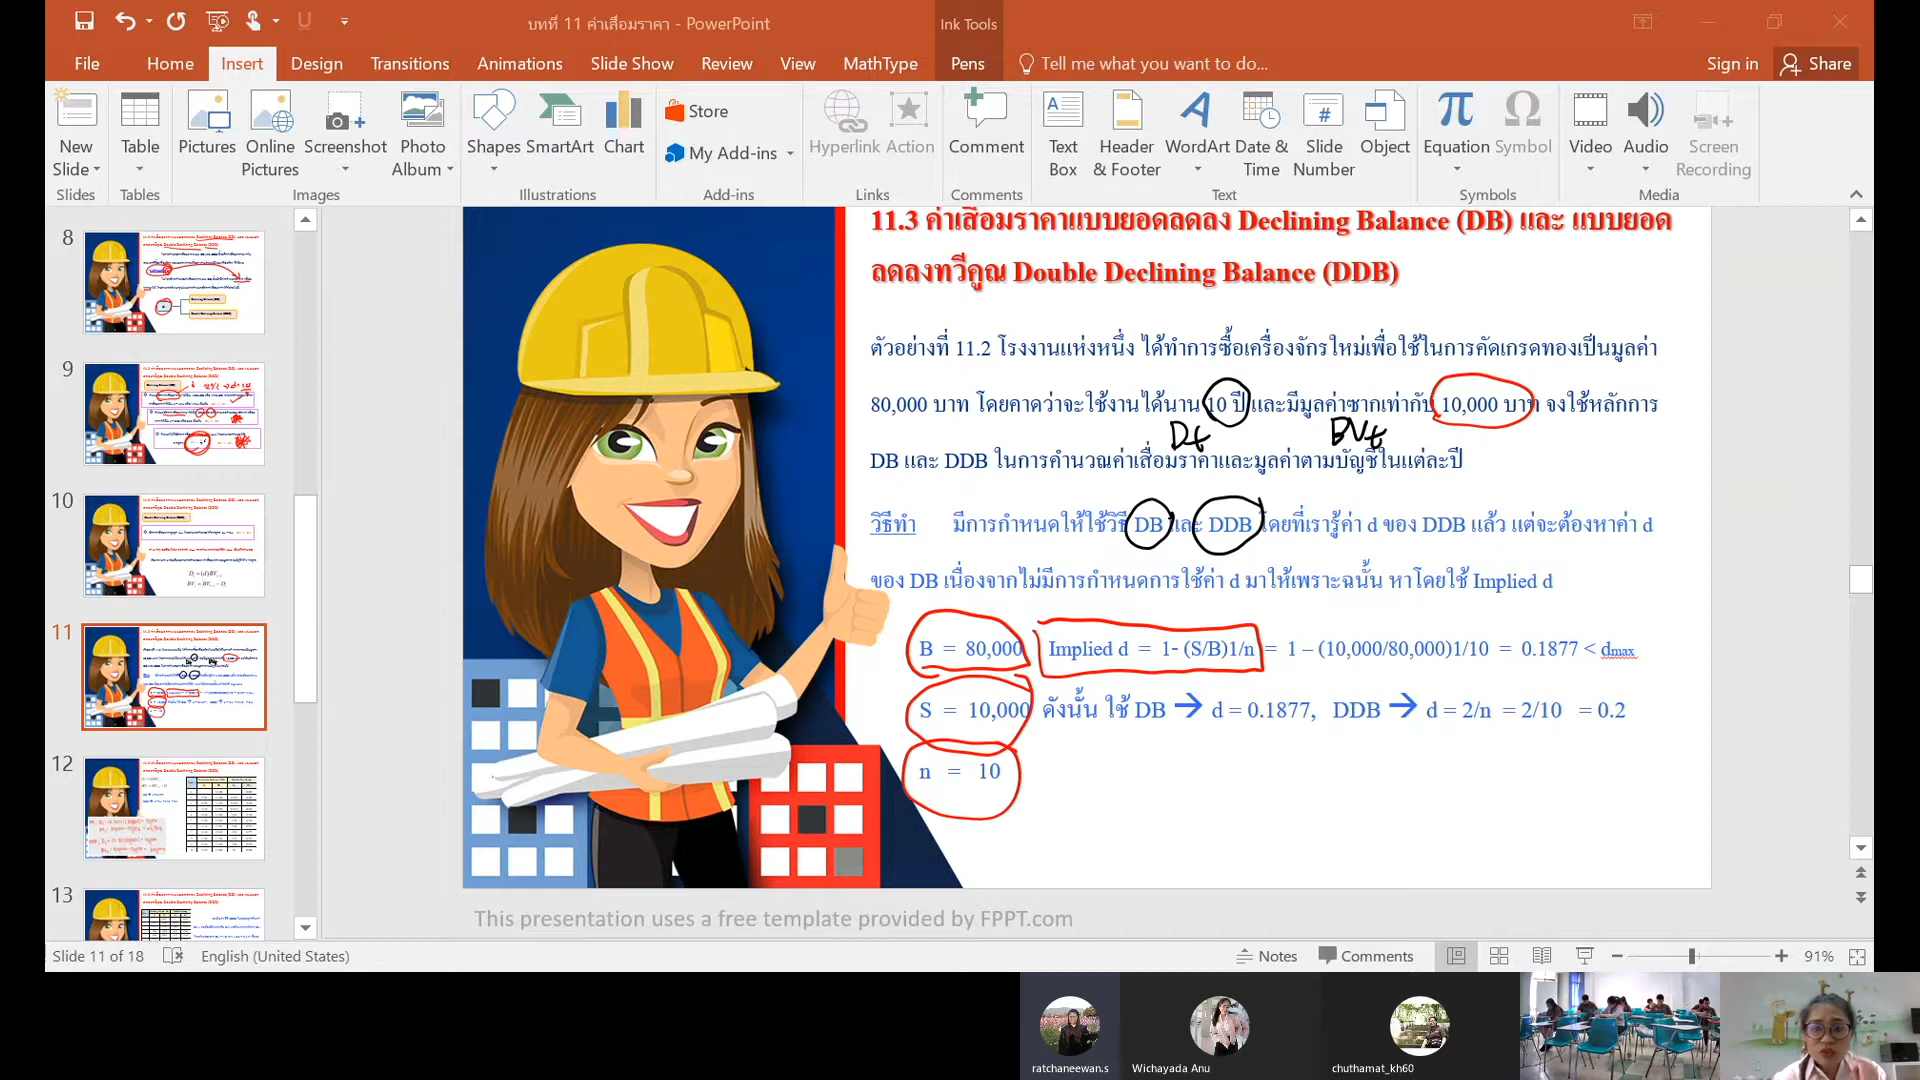 บทที่ 11 ค่าเสื่อมราคา - PowerPoint
Ink Tools
File Home Insert Design Transitions Animations Slide Show Review View MathType Pens Tell me what you want to do... Sign in Share
New Slide
Table
Pictures
Online Pictures
Screenshot
Photo Album
Shapes
SmartArt
Chart
Store
My Add-ins
Hyperlink
Action
Comment
Text Box
Header & Footer
WordArt
Date & Time
Slide Number
Object
Equation
Symbol
Video
Audio
Screen Recording
Slides Tables Images Illustrations Add-ins Links Comments Text Symbols Media
8
9
10
11
12
13
11.3 ค่าเสื่อมราคาแบบยอดลดลง Declining Balance (DB) และ แบบยอด
ลดลงทวีคูณ Double Declining Balance (DDB)
ตัวอย่างที่ 11.2 โรงงานแห่งหนึ่ง ได้ทำการซื้อเครื่องจักรใหม่เพื่อใช้ในการคัดเกรดทองเป็นมูลค่า
80,000 บาท โดยคาดว่าจะใช้งานได้นาน 10 ปี และมีมูลค่าซากเท่ากับ 10,000 บาท จงใช้หลักการ
Dt BVt
DB และ DDB ในการคำนวณค่าเสื่อมราคาและมูลค่าตามบัญชีในแต่ละปี
วิธีทำ มีการกำหนดให้ใช้วิธี DB และ DDB โดยที่เรารู้ค่า d ของ DDB แล้ว แต่จะต้องหาค่า d
ของ DB เนื่องจากไม่มีการกำหนดการใช้ค่า d มาให้เพราะฉนั้น หาโดยใช้ Implied d
B = 80,000 Implied d = 1- (S/B)1/n = 1 – (10,000/80,000)1/10 = 0.1877 < dmax
S = 10,000 ดังนั้น ใช้ DB → d = 0.1877, DDB → d = 2/n = 2/10 = 0.2
n = 10
This presentation uses a free template provided by FPPT.com
Slide 11 of 18 English (United States) Notes Comments 91%
ratchaneewan.s
Wichayada Anu
chuthamat_kh60